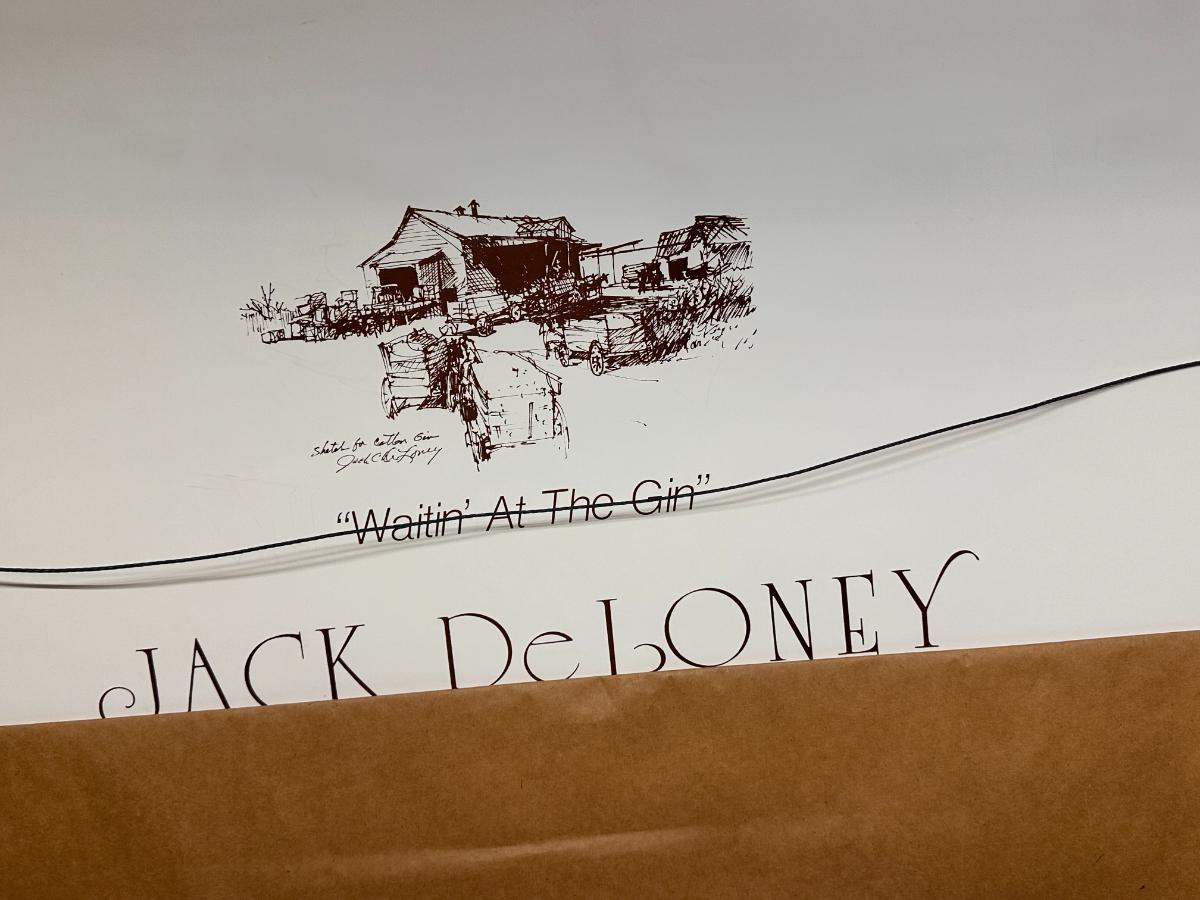 Sketch for Cotton Gin
Jack C DeLoney
“Waitin’ At The Gin”
JACK DeLONEY